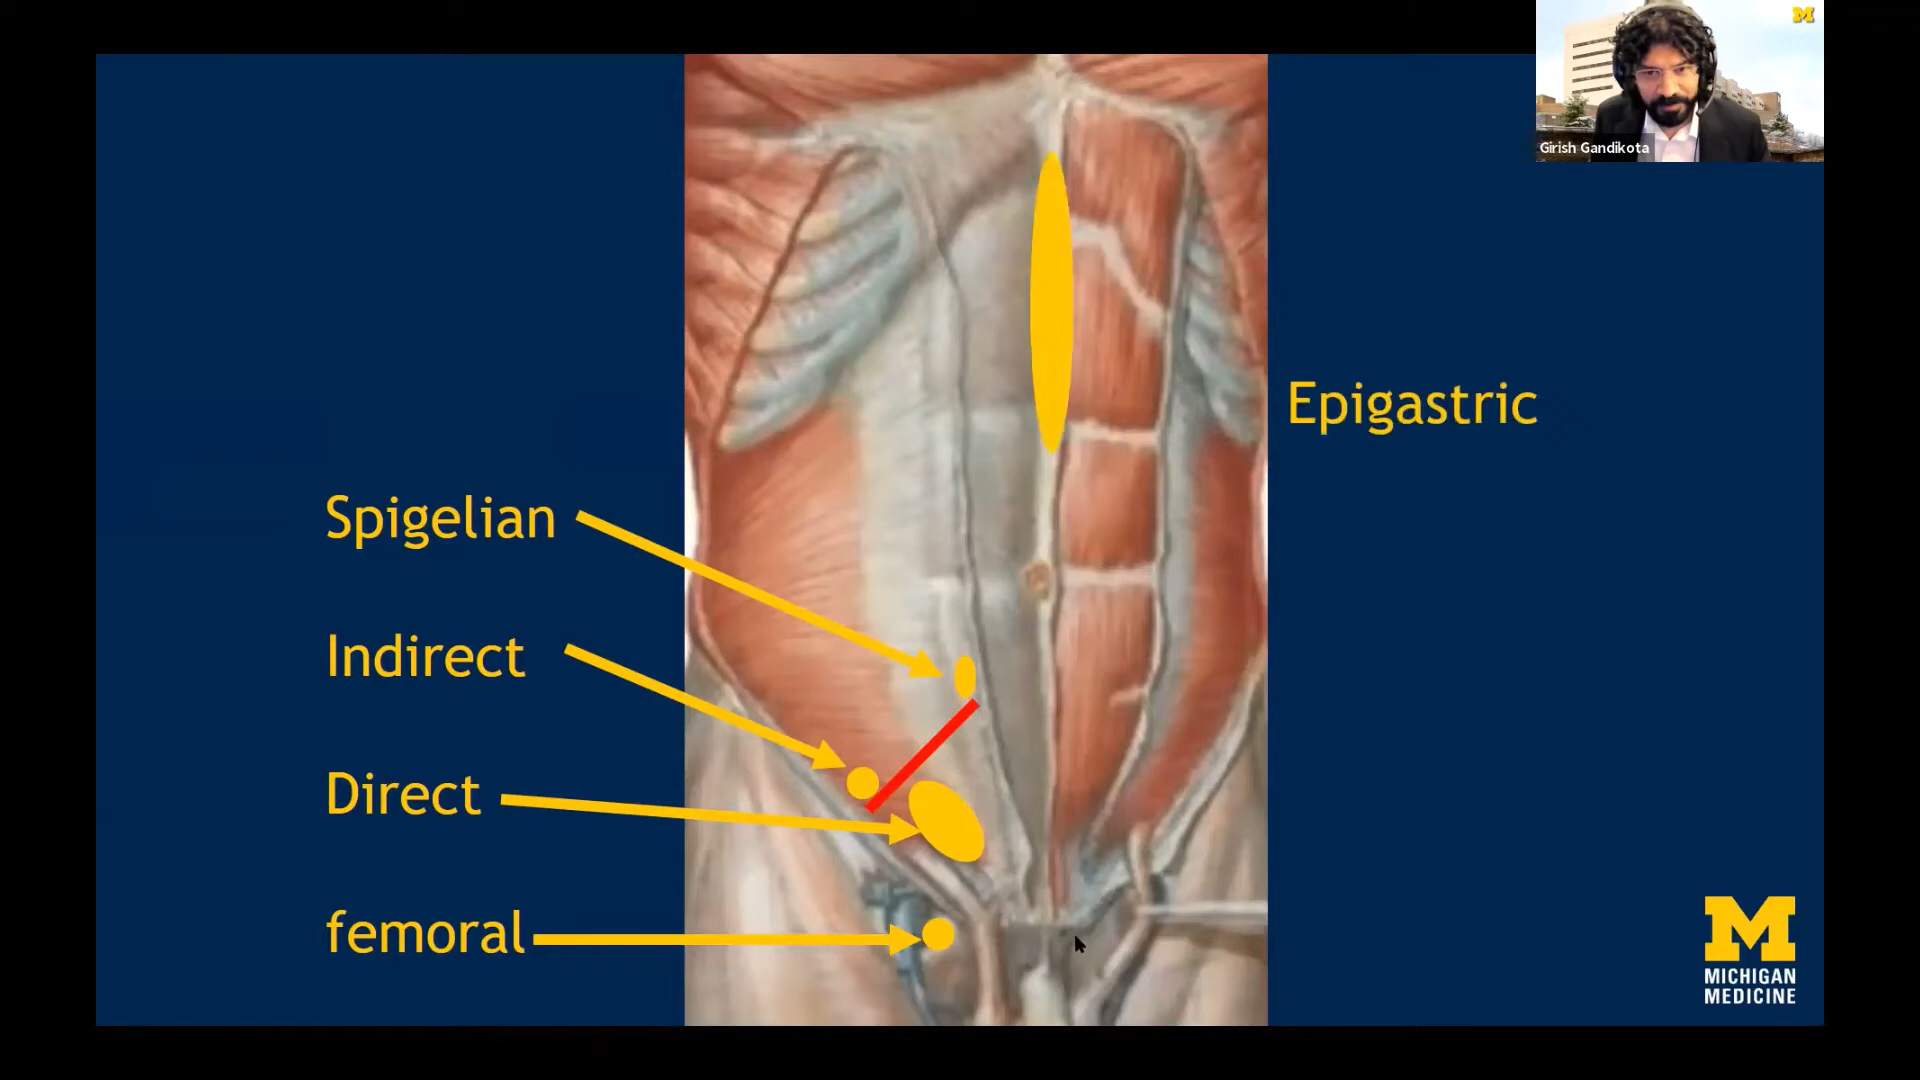 M
Girish Gandikota
Epigastric
Spigelian
Indirect
Direct
femoral
M
MICHIGAN
MEDICINE